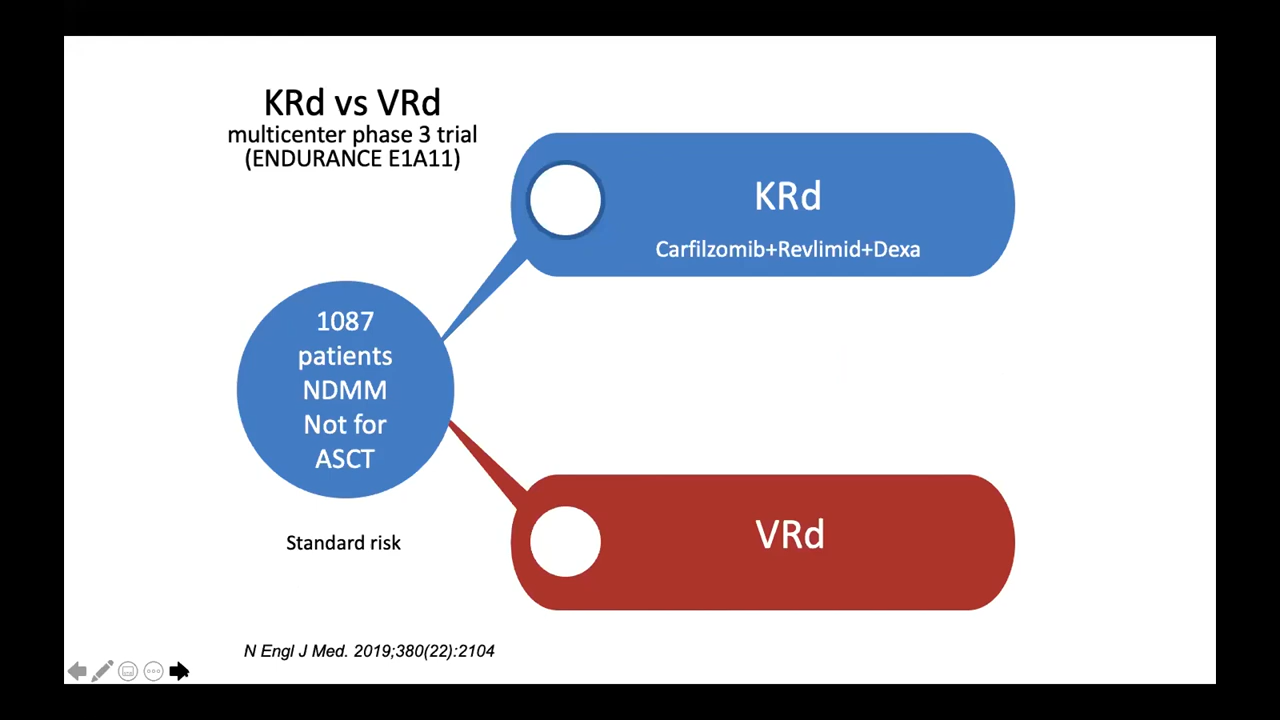 KRd vs VRd
multicenter phase 3 trial
(ENDURANCE E1A11)
KRd
Carfilzomib+Revlimid+Dexa
1087
patients
NDMM
Not for
ASCT
Standard risk
VRd
N Engl J Med. 2019;380(22):2104